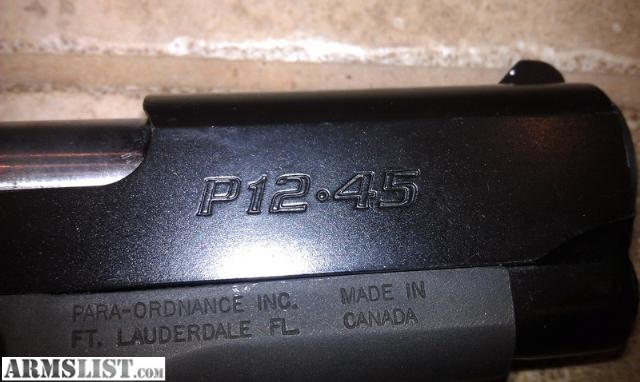 P12•45
PARA-ORDNANCE INC. MADE IN
FT. LAUDERDALE FL. CANADA
ARMSLIST.com